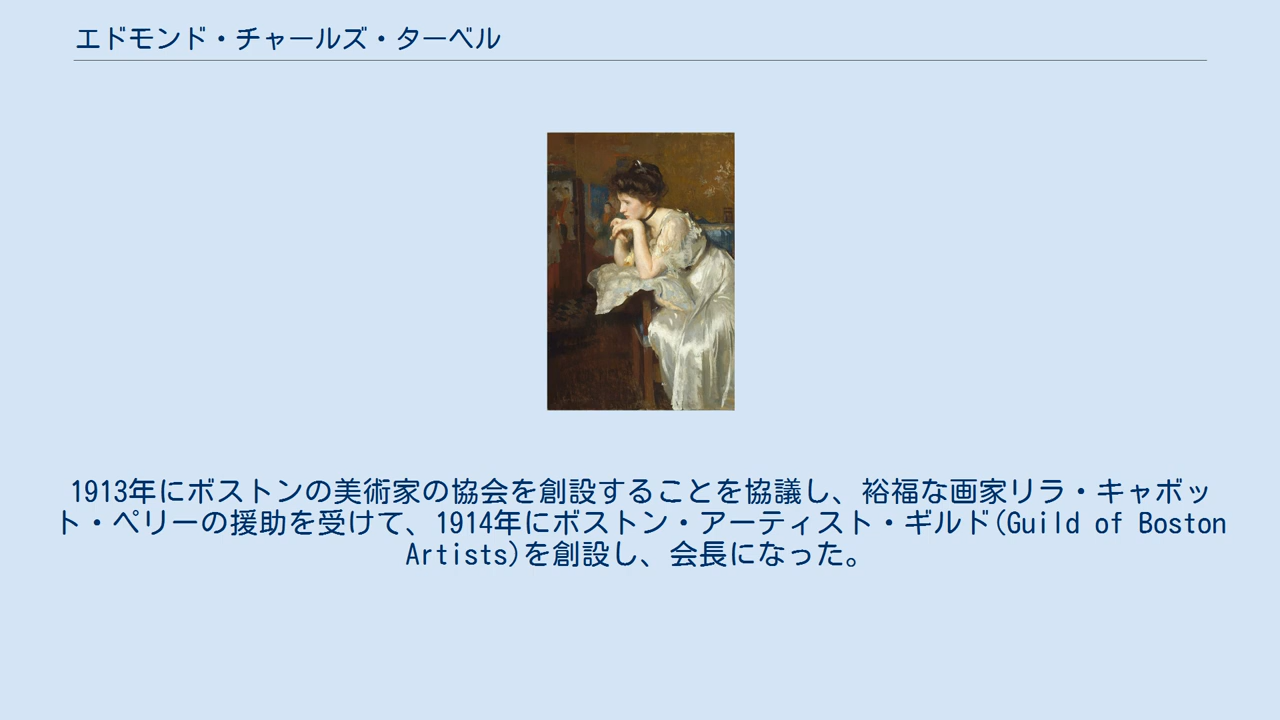 エドモンド・チャールズ・ターベル
1913年にボストンの美術家の協会を創設することを協議し、裕福な画家リラ・キャボッ
ト・ペリーの援助を受けて、1914年にボストン・アーティスト・ギルド(Guild of Boston
Artists)を創設し、会長になった。